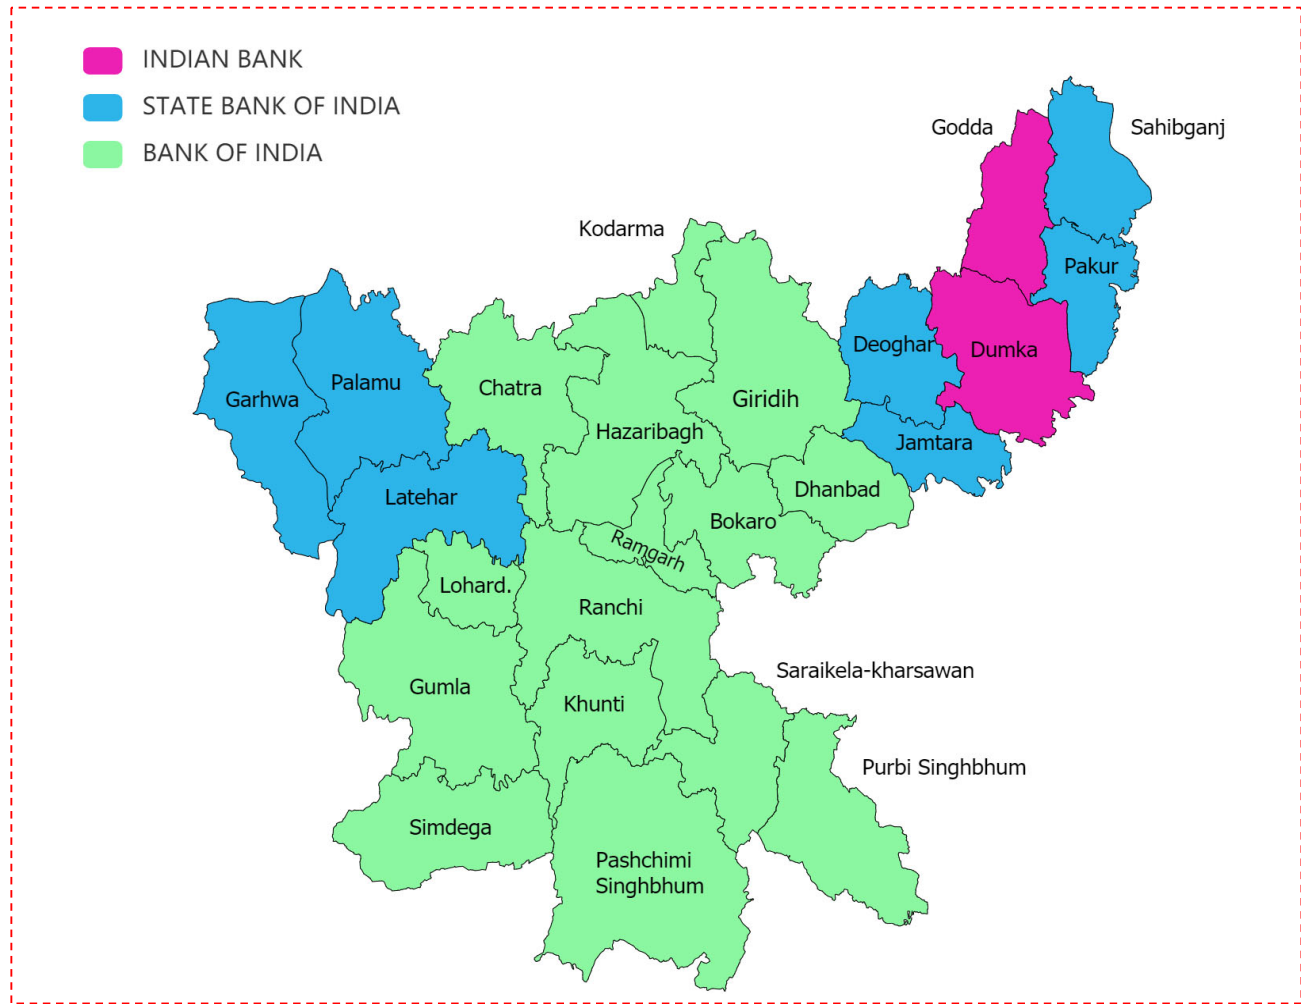 INDIAN BANK
STATE BANK OF INDIA
BANK OF INDIA
Godda
Sahibganj
Kodarma
Pakur
Deoghar
Dumka
Palamu
Garhwa
Chatra
Giridih
Hazaribagh
Jamtara
Latehar
Dhanbad
Bokaro
Ramgarh
Lohard.
Ranchi
Saraikela-kharsawan
Gumla
Khunti
Purbi Singhbhum
Simdega
Pashchimi
Singhbhum